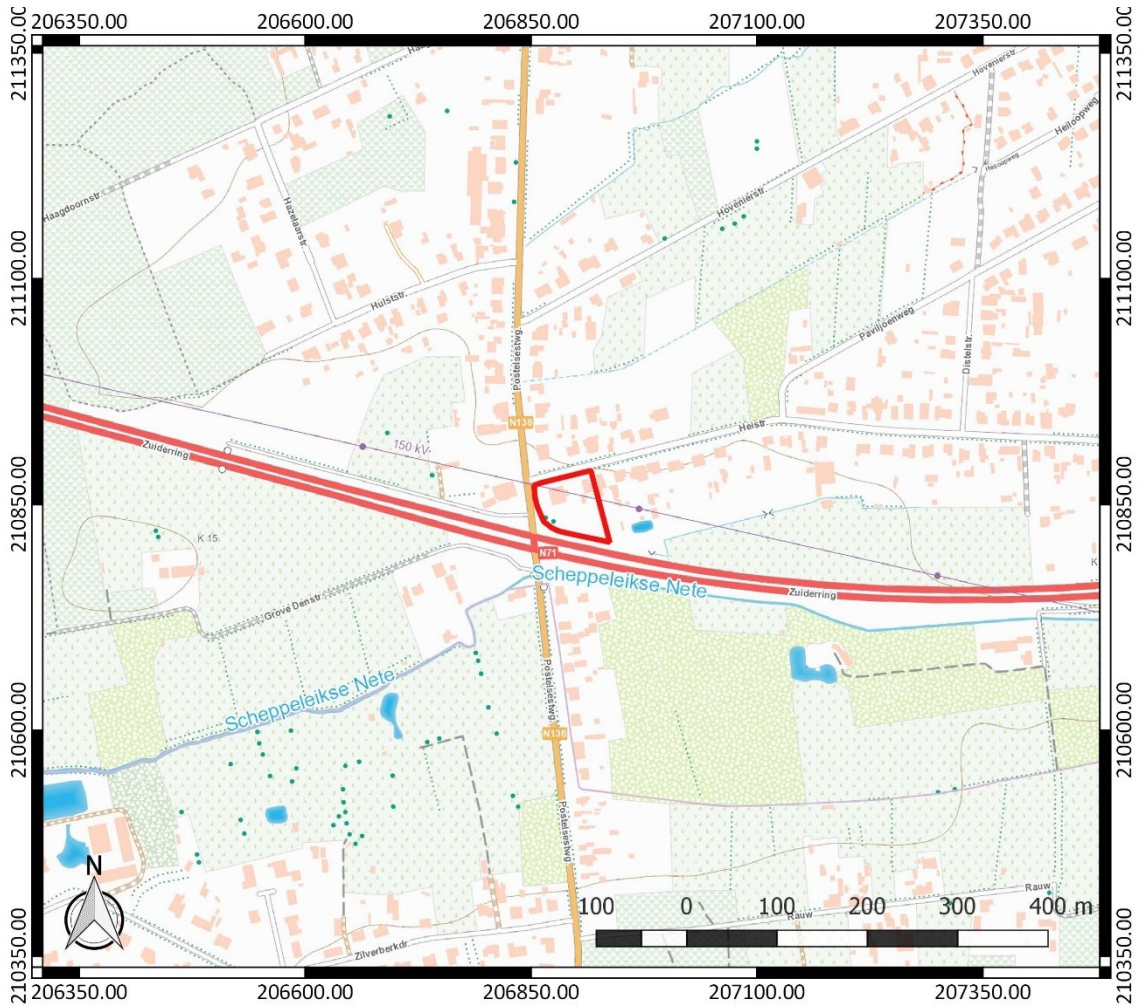 206350.00 206600.00 206850.00 207100.00 207350.00
211350.00
211350.00
Hovenierstr.
Heiloopweg
Heiloopweg
Haagdoornstr.
Hazelaarstr.
Hovenierstr.
211100.00
211100.00
Hulststr.
Paviljoenweg
Distelstr.
Postelsestwg
N136
Heistr.
150 kV
Zuiderring
210850.00
210850.00
K 15
N71
K
Scheppeleikse Nete
Zuiderring
Grove Denstr.
Postelsestwg
Scheppeleikse Nete
210600.00
210600.00
N136
Postelsestwg
N
Rauw
100 0 100 200 300 400 m
Rauw
Zilverberkdr.
210350.00
210350.00
206350.00 206600.00 206850.00 207100.00 207350.00